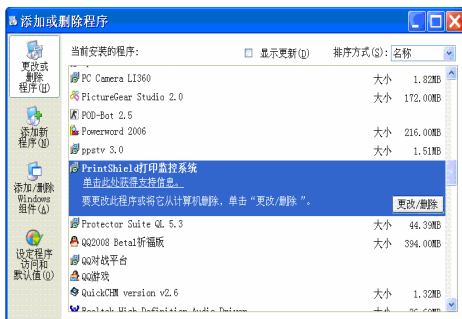 添加或删除程序
更改或删除程序(H)
添加新程序(N)
添加/删除Windows组件(A)
设定程序访问和默认值(O)
当前安装的程序:
显示更新(D)
排序方式(S): 名称
PC Camera LI360 大小 1.82MB
PictureGear Studio 2.0 大小 172.00MB
POD-Bot 2.5
Powerword 2006 大小 216.00MB
ppstv 3.0 大小 1.51MB
PrintShield打印监控系统
单击此处获得支持信息。
要更改此程序或将它从计算机删除，单击“更改/删除”。 更改/删除
Protector Suite QL 5.3 大小 44.39MB
QQ2008 Beta1祈福版 大小 394.00MB
QQ对战平台
QQ游戏
QuickCHM version v2.6 大小 1.32MB
Realtek High Definition Audio Driver 大小